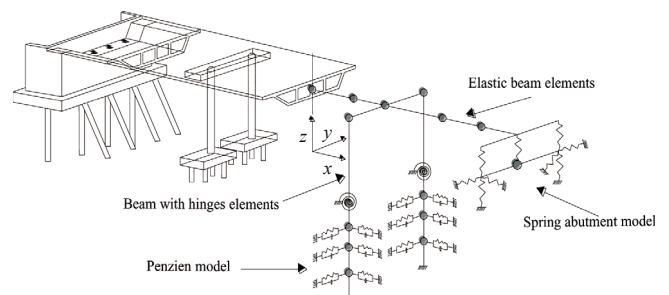 Elastic beam elements
z
y
x
Beam with hinges elements
Spring abutment model
Penzien model